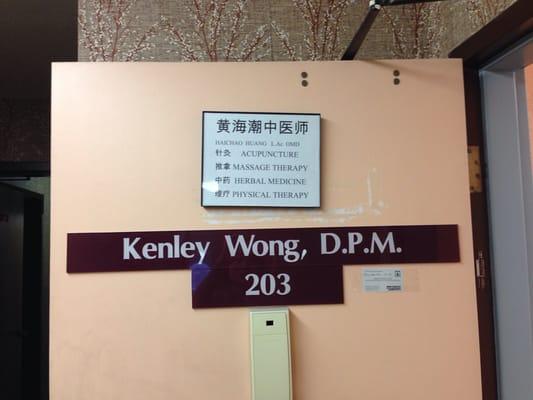 黄海潮中医师
HAICHAO HUANG L.Ac OMD
针灸 ACUPUNCTURE
推拿 MASSAGE THERAPY
中药 HERBAL MEDICINE
理疗 PHYSICAL THERAPY
Kenley Wong, D.P.M.
203